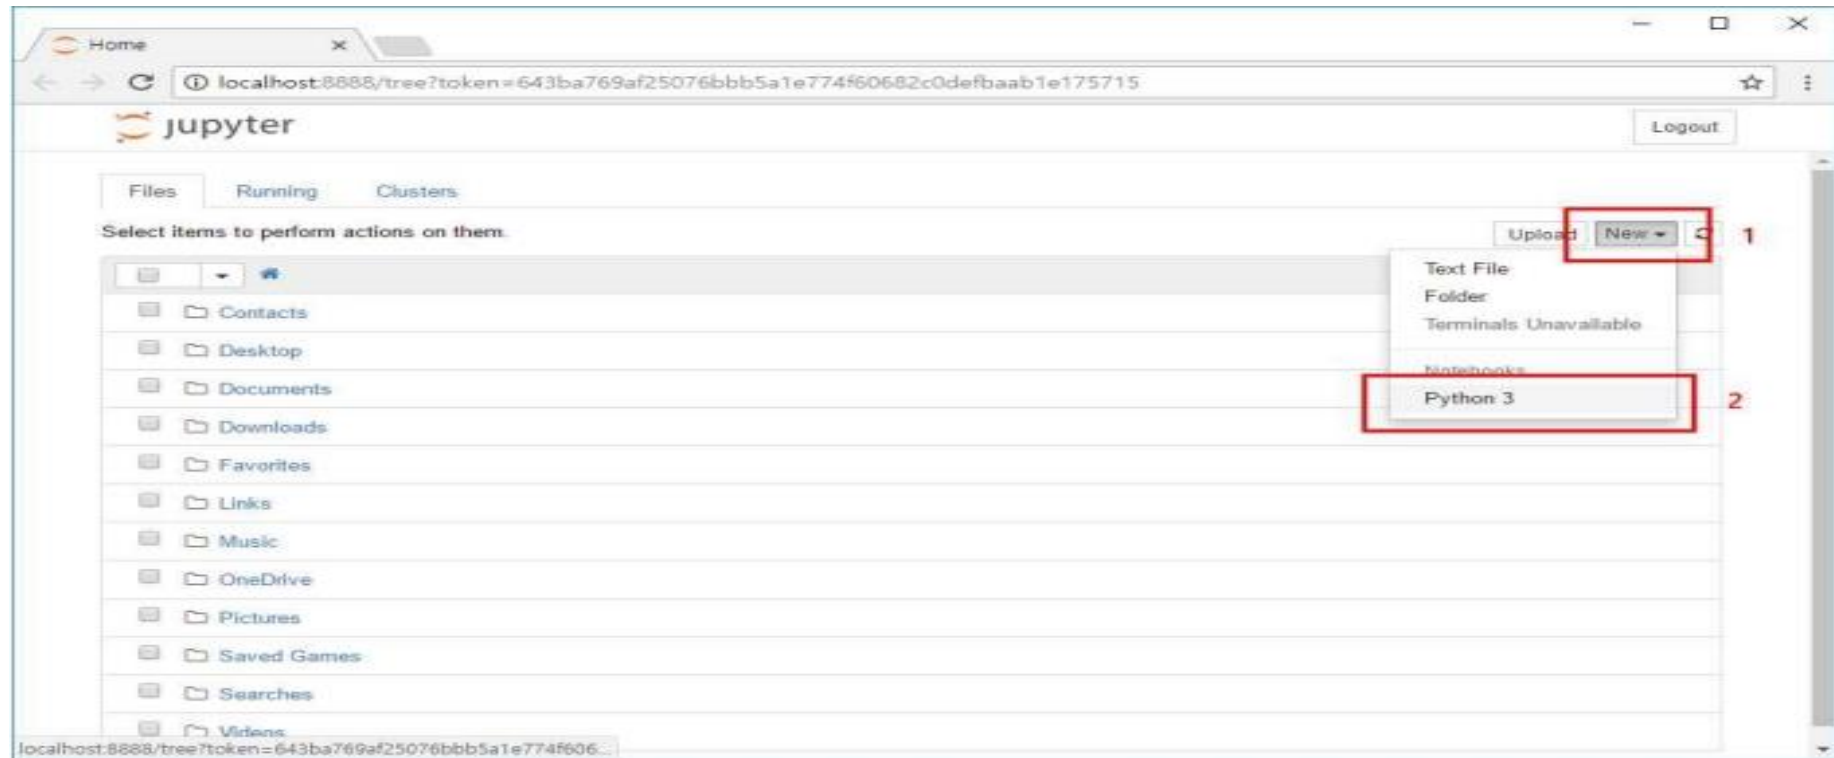 Home
localhost:8888/tree?token=643ba769af25076bbb5a1e774f60682c0defbaab1e175715
jupyter
Logout
Files Running Clusters
Select items to perform actions on them.
Upload New 1
Text File
Folder
Terminals Unavailable
Notebooks
Python 3 2
Contacts
Desktop
Documents
Downloads
Favorites
Links
Music
OneDrive
Pictures
Saved Games
Searches
Videos
localhost:8888/tree?token=643ba769af25076bbb5a1e774f606...